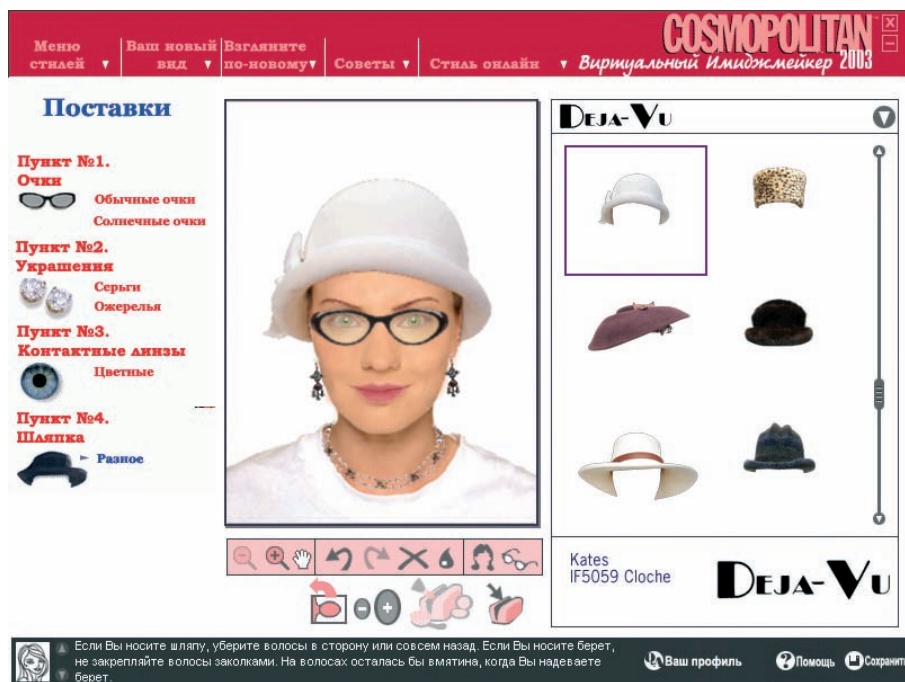 COSMOPOLITAN
Виртуальный Имиджмейкер 2003
Меню
стилей
Ваш новый
вид
Взгляните
по-новому
Советы
Стиль онлайн
Поставки
Пункт №1.
Очки
Обычные очки
Солнечные очки
Пункт №2.
Украшения
Серьги
Ожерелья
Пункт №3.
Контактные линзы
Цветные
Пункт №4.
Шляпка
Разное
DEJA-VU
Kates
IF5059 Cloche
DEJA-VU
Если Вы носите шляпу, уберите волосы в сторону или совсем назад. Если Вы носите берет,
не закрепляйте волосы заколками. На волосах осталась бы вмятина, когда Вы надеваете
берет.
Ваш профиль
Помощь
Сохранить